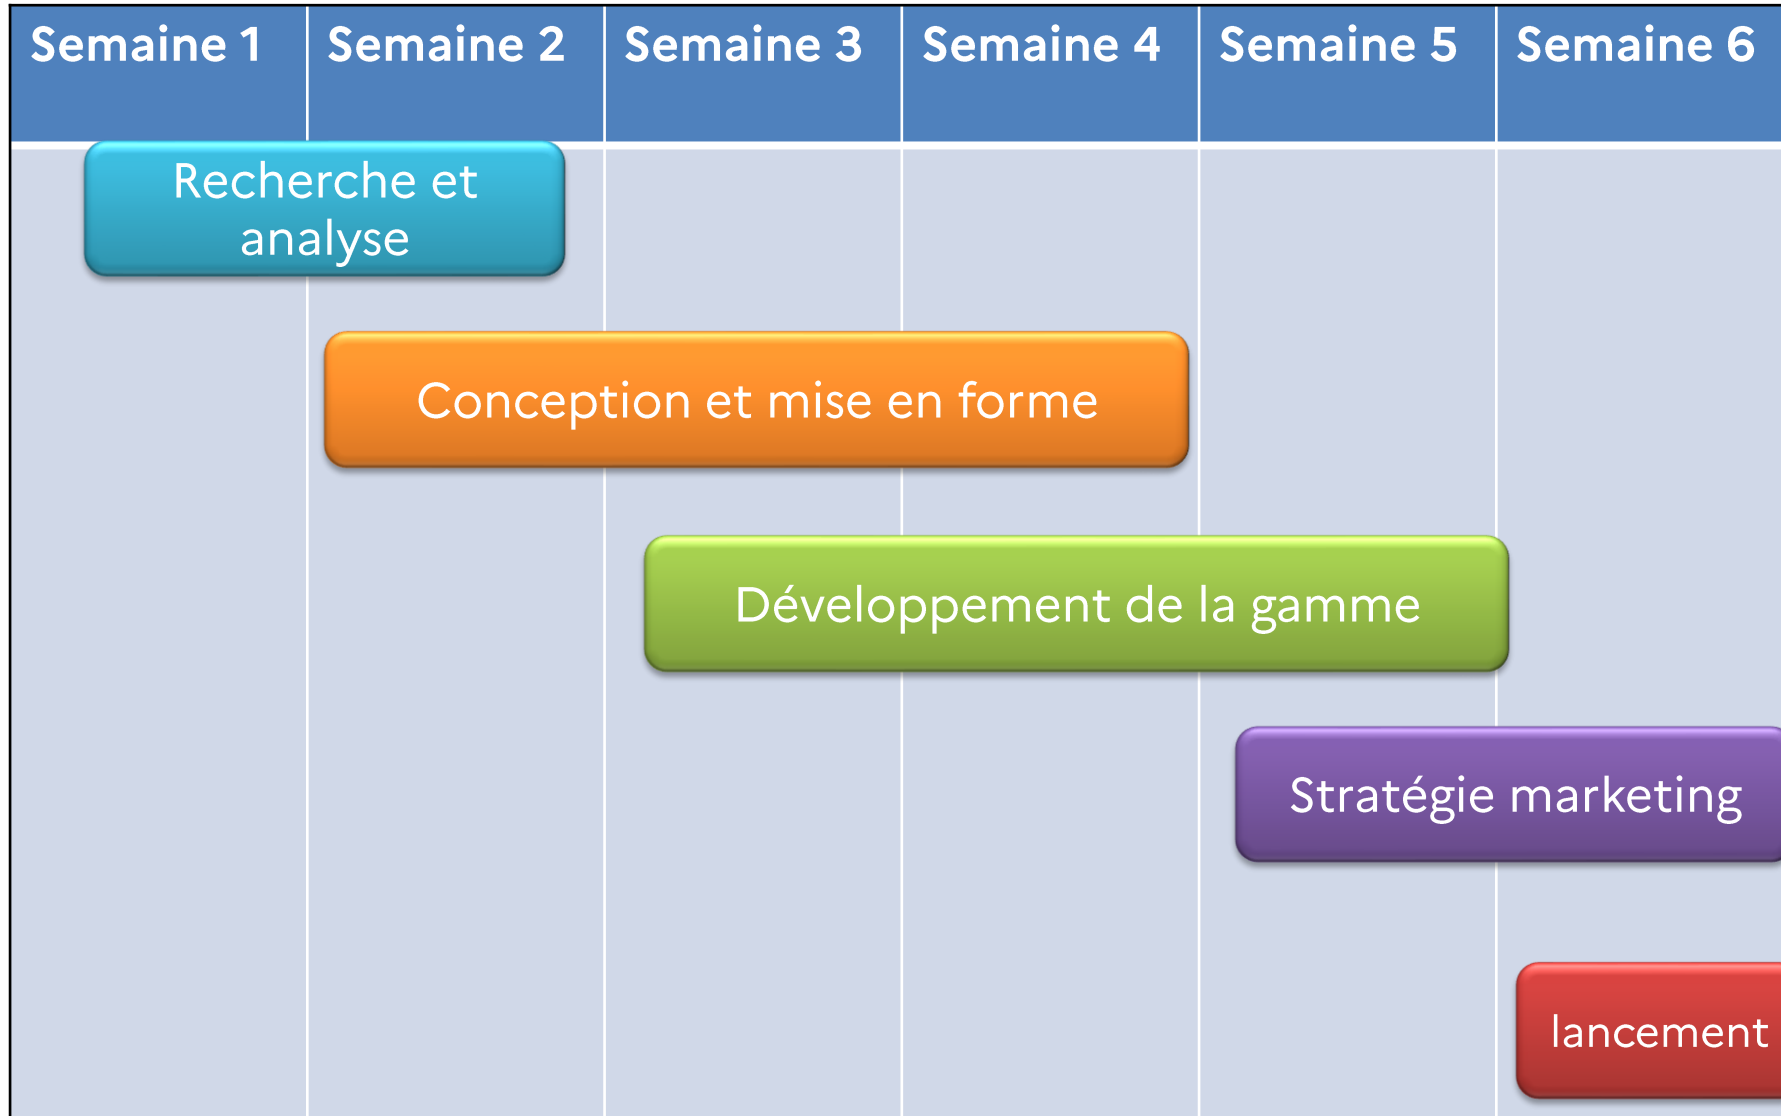 Semaine 1 Semaine 2 Semaine 3 Semaine 4 Semaine 5 Semaine 6
Recherche et
analyse
Conception et mise en forme
Développement de la gamme
Stratégie marketing
lancement